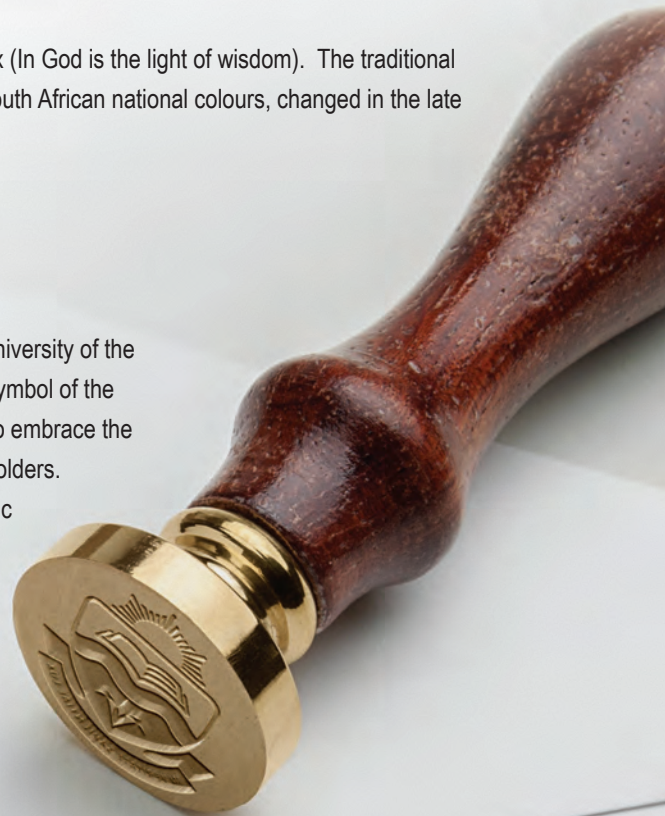 x (In God is the light of wisdom).  The traditional
outh African national colours, changed in the late
niversity of the
ymbol of the
o embrace the
olders.
c